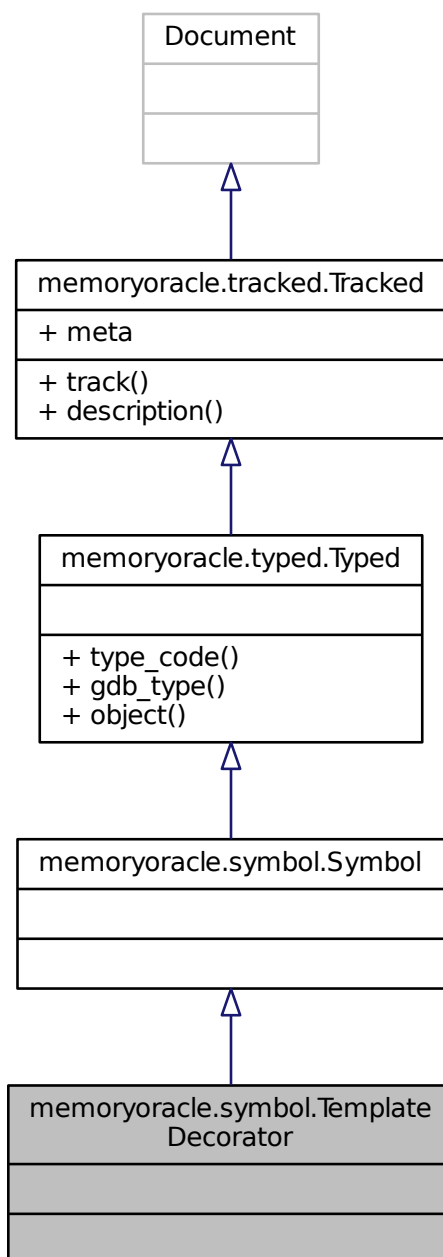 Document
memoryoracle.tracked.Tracked
+ meta
+ track()
+ description()
memoryoracle.typed.Typed
+ type_code()
+ gdb_type()
+ object()
memoryoracle.symbol.Symbol
memoryoracle.symbol.Template
Decorator